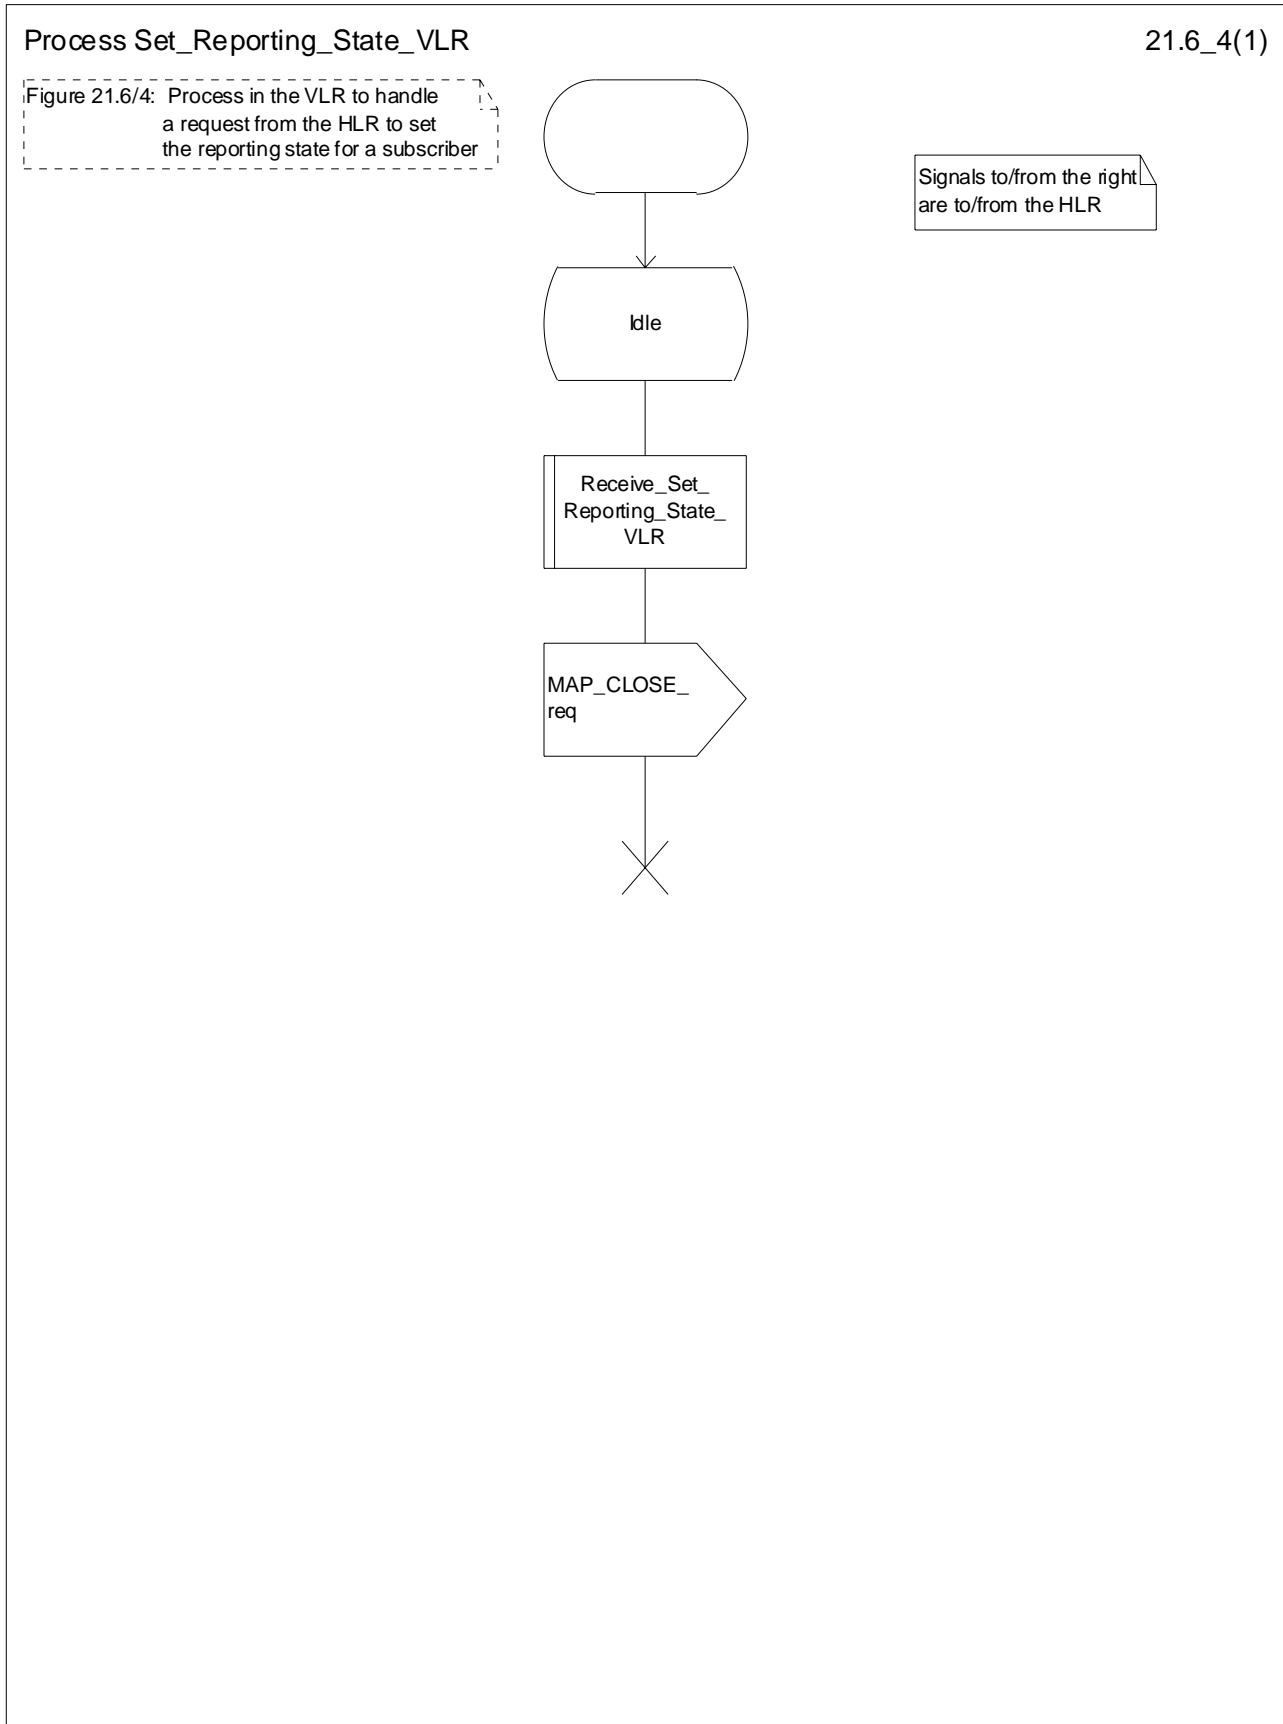 Process Set_Reporting_State_VLR
21.6_4(1)
Figure 21.6/4: Process in the VLR to handle
a request from the HLR to set
the reporting state for a subscriber
Signals to/from the right
are to/from the HLR
Idle
Receive_Set_
Reporting_State_
VLR
MAP_CLOSE_
req